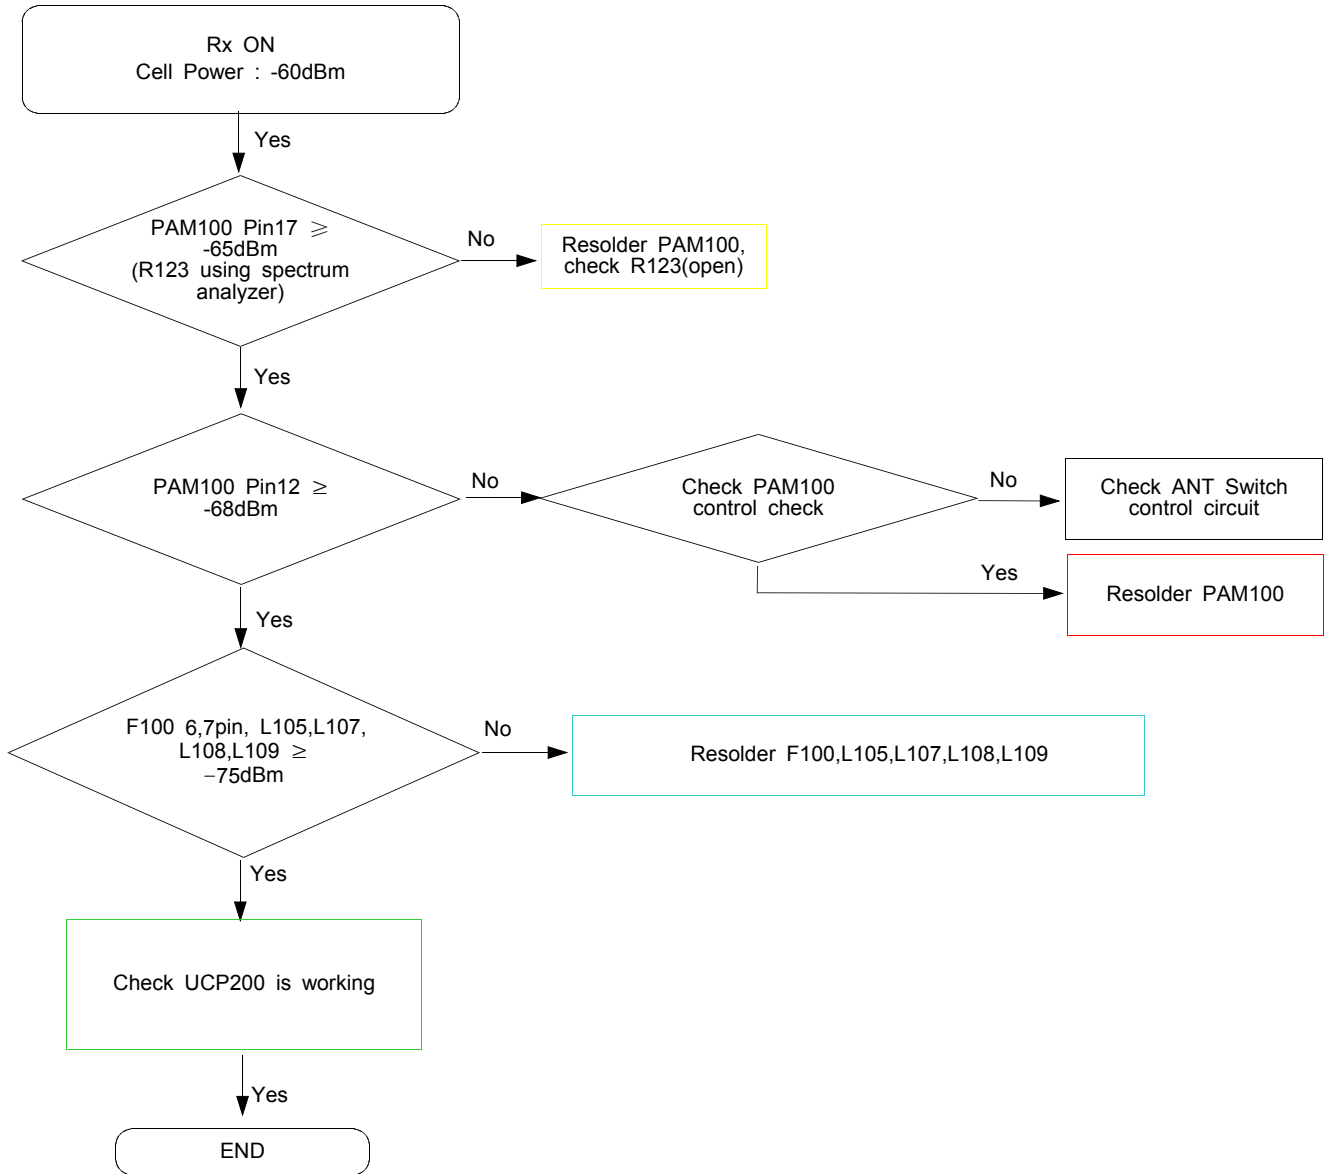 Rx ON
Cell Power : -60dBm
Yes
PAM100 Pin17 ≥
-65dBm
(R123 using spectrum
analyzer)
No
Resolder PAM100,
check R123(open)
Yes
PAM100 Pin12 ≥
-68dBm
No
Check PAM100
control check
No
Check ANT Switch
control circuit
Yes
Resolder PAM100
Yes
F100 6,7pin, L105,L107,
L108,L109 ≥
−75dBm
No
Resolder F100,L105,L107,L108,L109
Yes
Check UCP200 is working
Yes
END